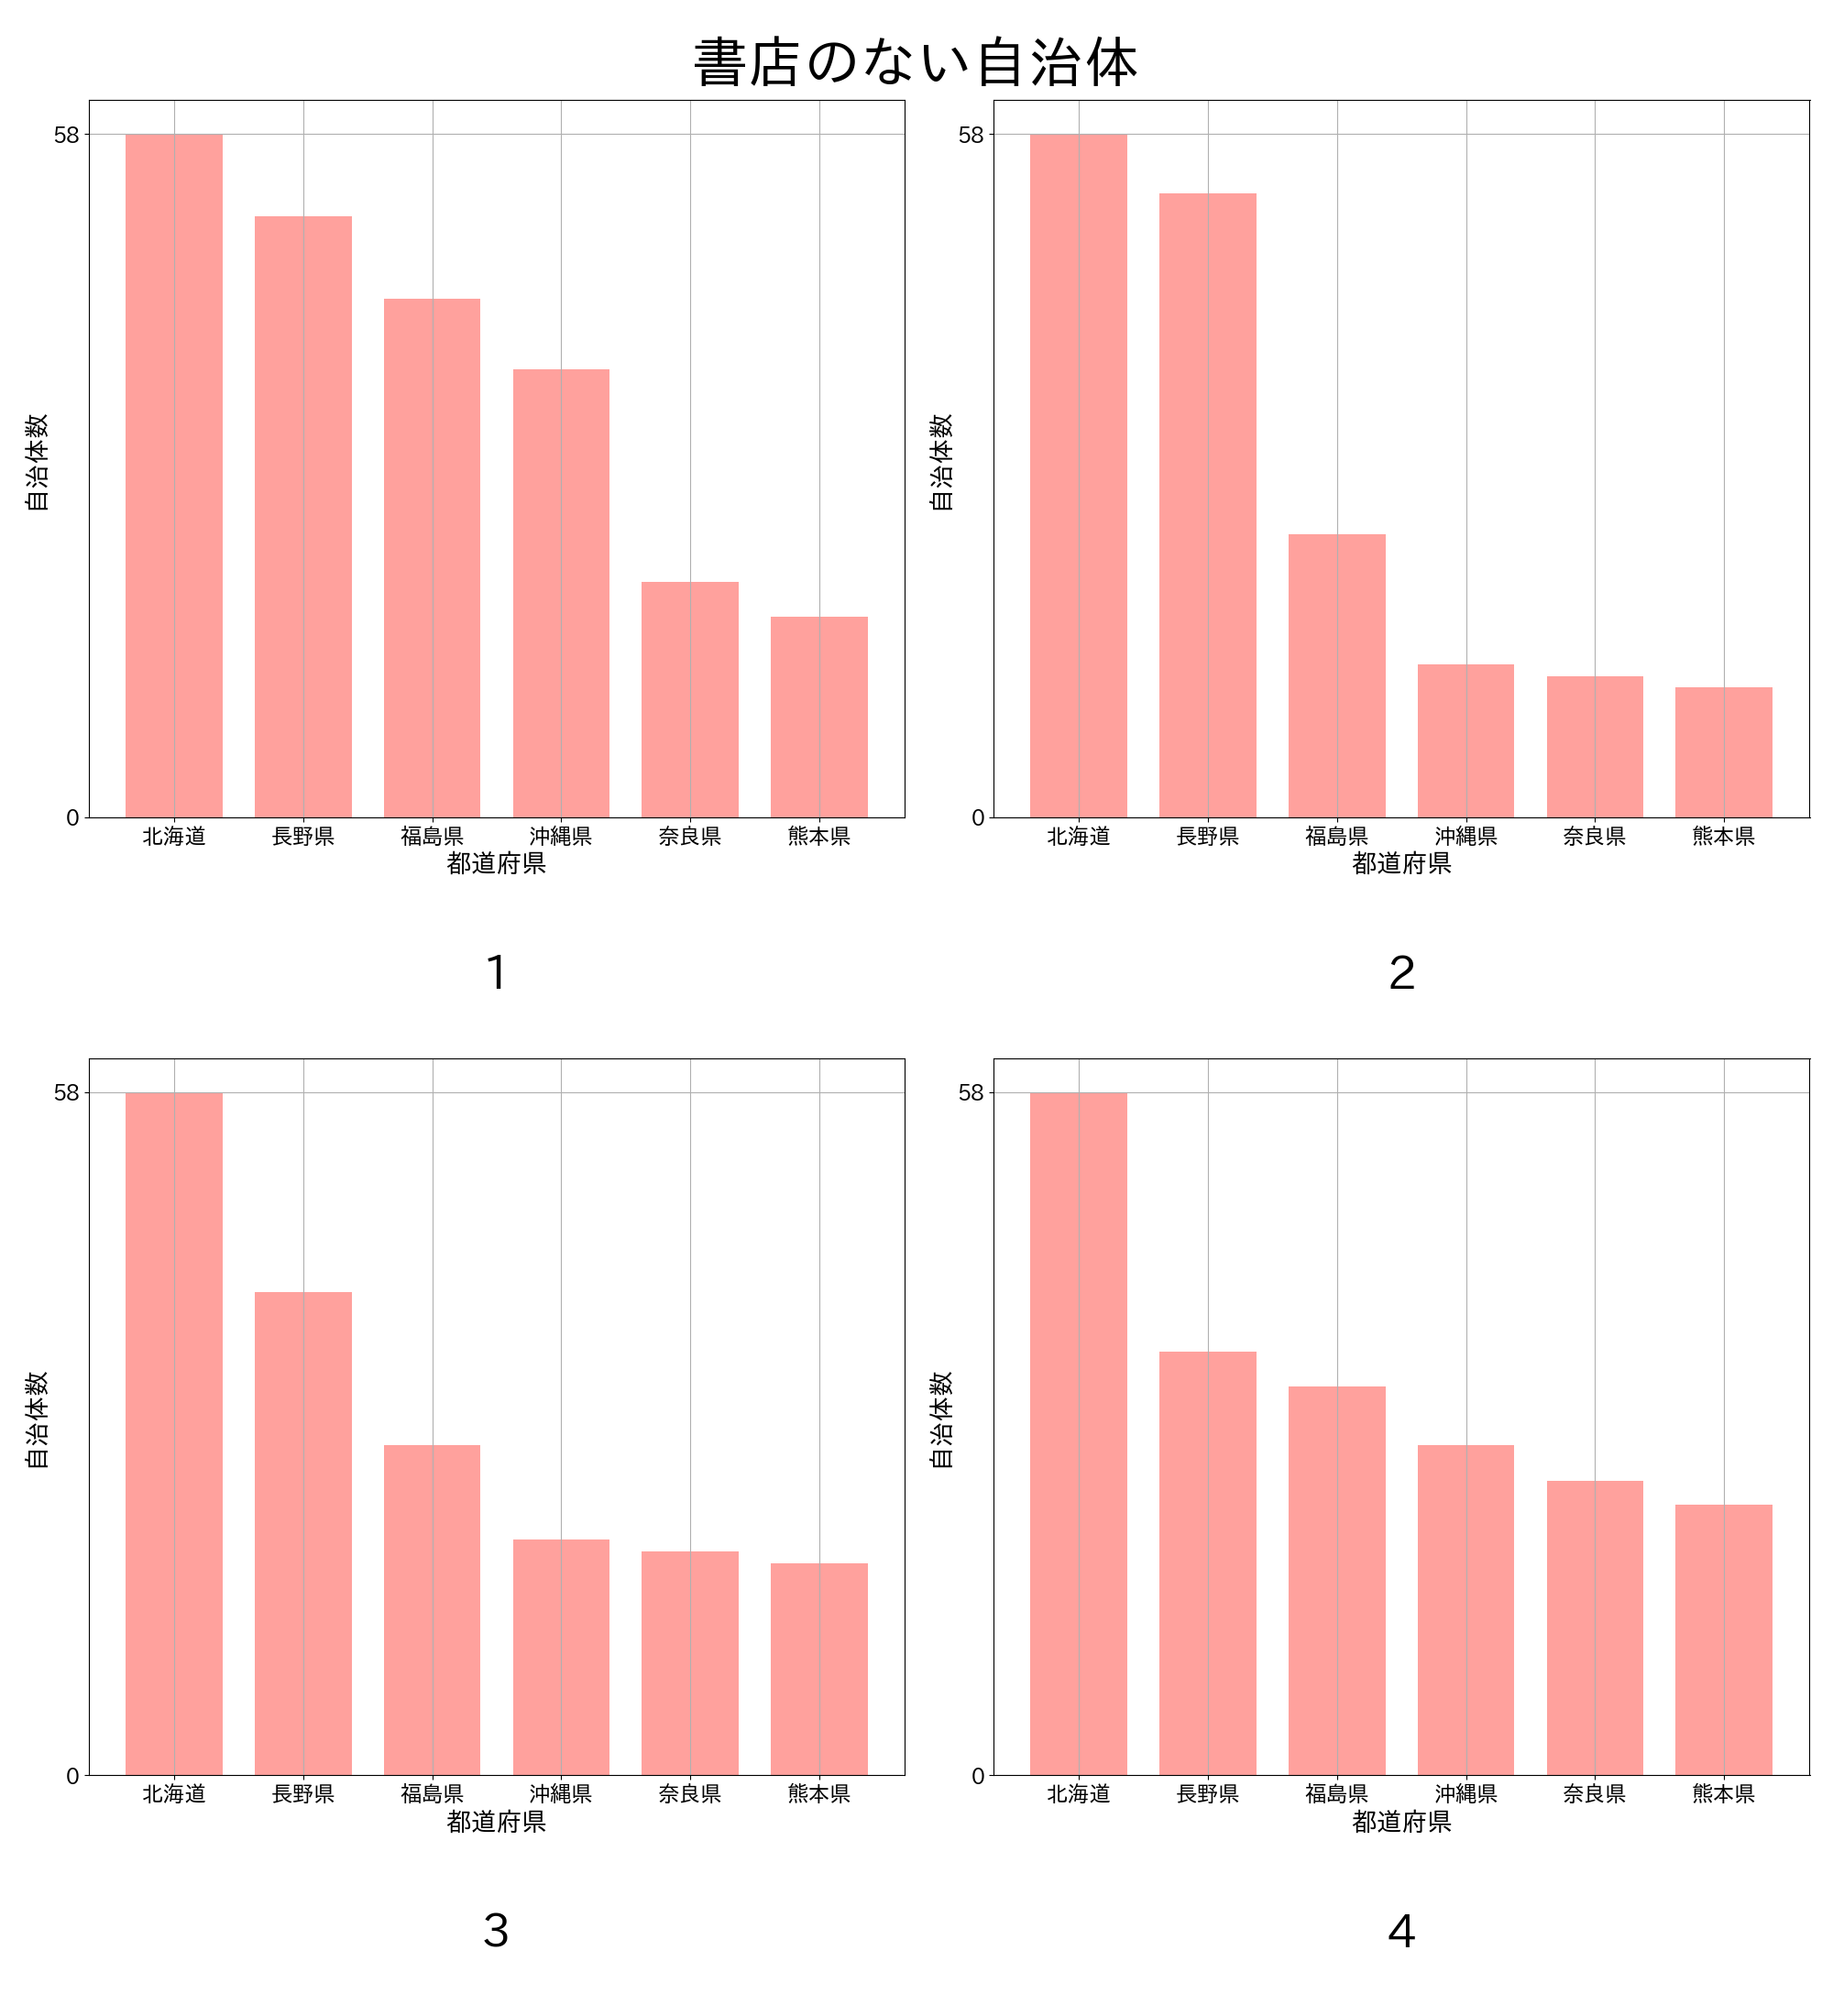 書店のない自治体
58
0
自治体数
北海道 長野県 福島県 沖縄県 奈良県 熊本県
都道府県
1
58
0
自治体数
北海道 長野県 福島県 沖縄県 奈良県 熊本県
都道府県
2
58
0
自治体数
北海道 長野県 福島県 沖縄県 奈良県 熊本県
都道府県
3
58
0
自治体数
北海道 長野県 福島県 沖縄県 奈良県 熊本県
都道府県
4